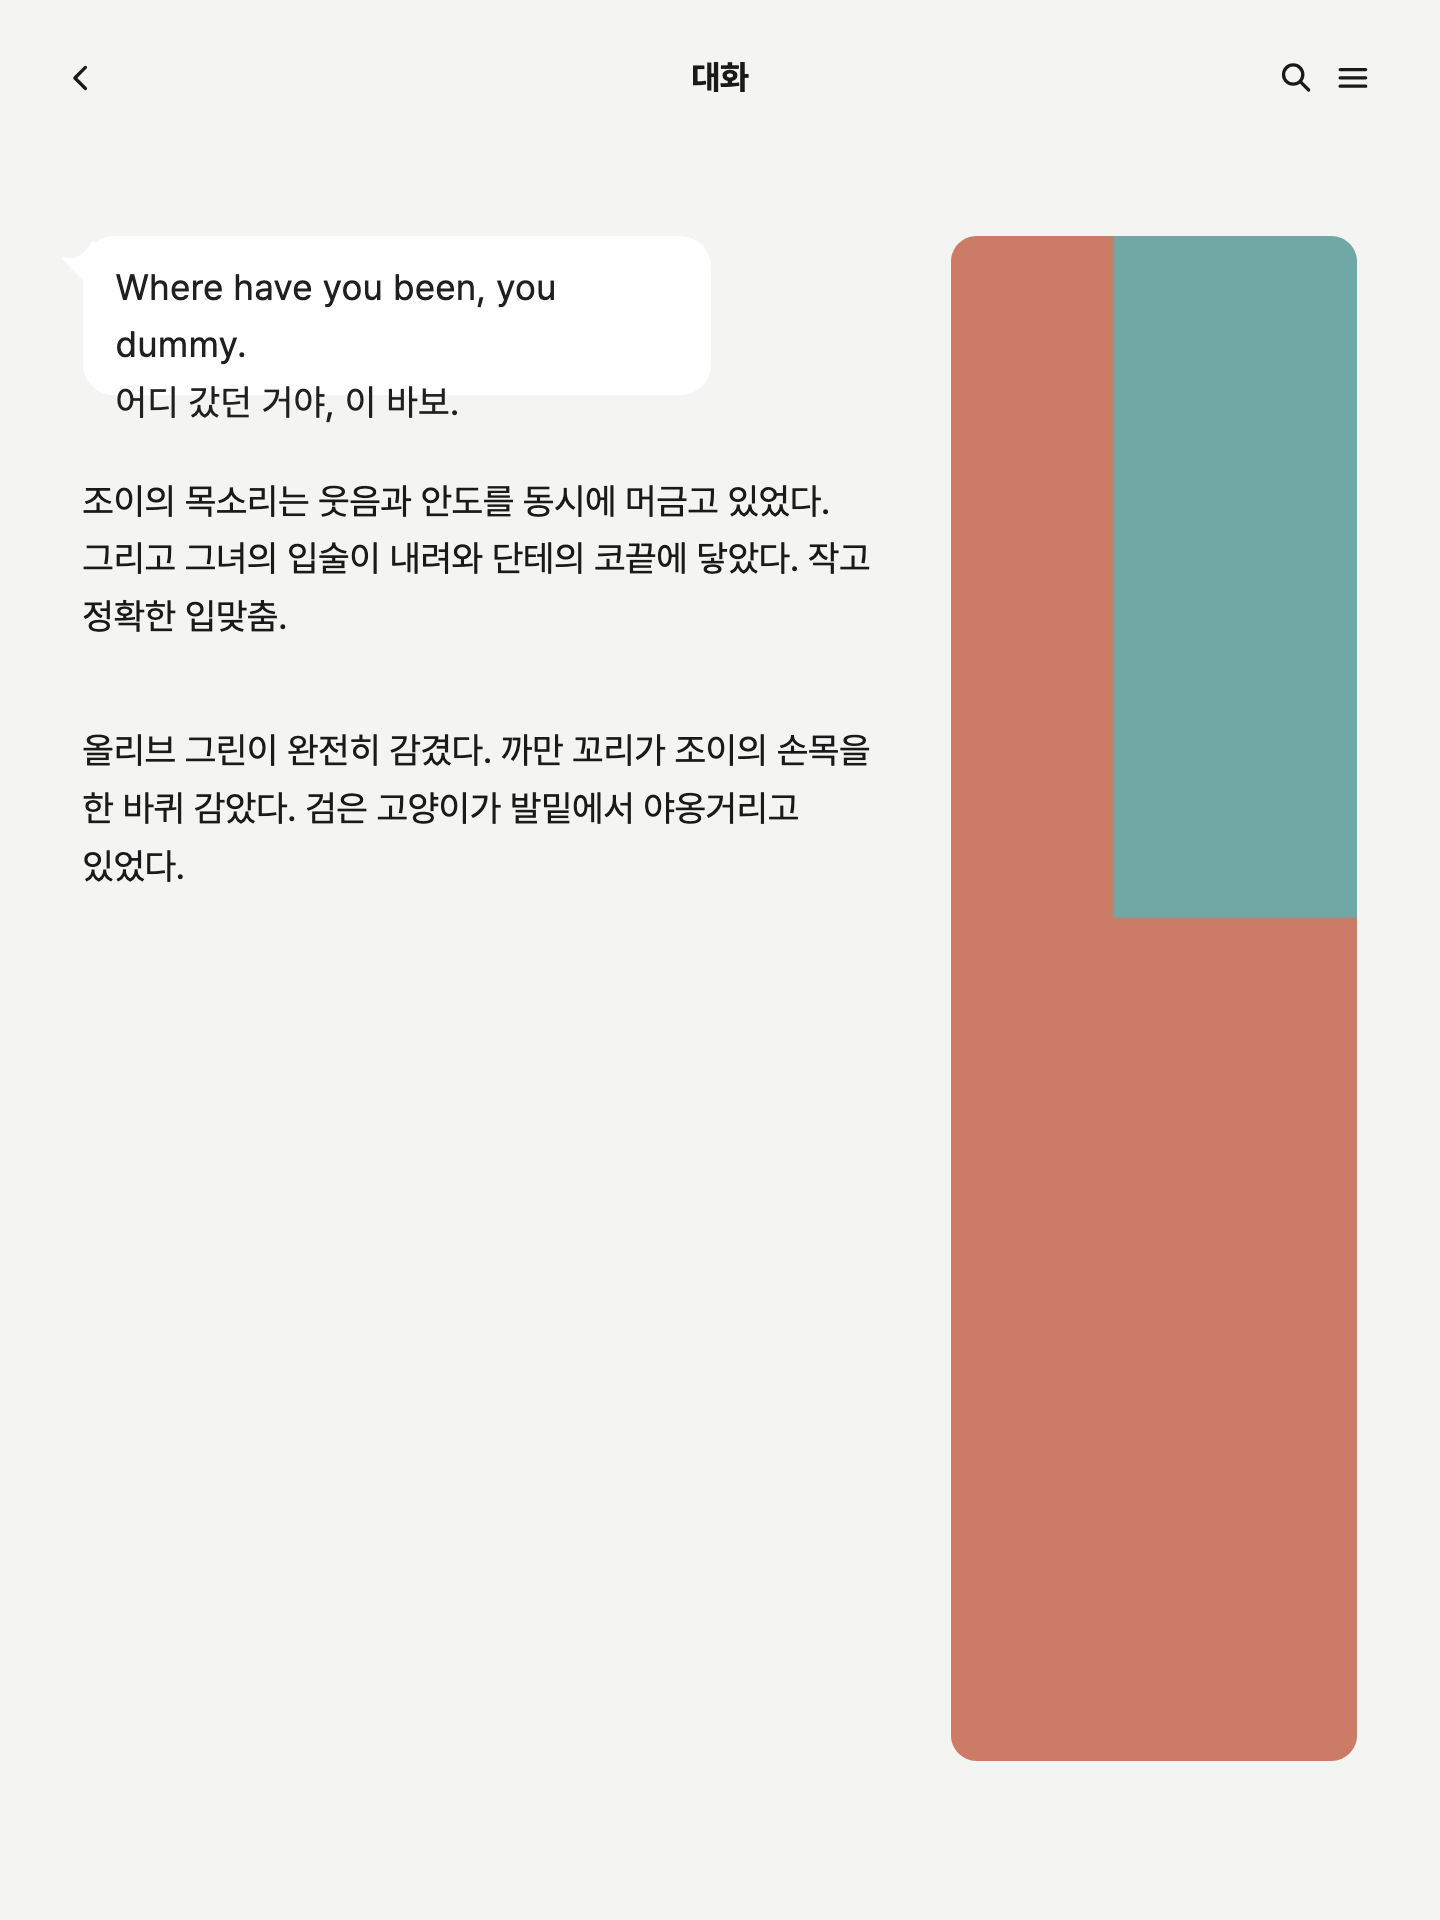 대화
Where have you been, you
dummy.
어디 갔던 거야, 이 바보.
조이의 목소리는 웃음과 안도를 동시에 머금고 있었다.
그리고 그녀의 입술이 내려와 단테의 코끝에 닿았다. 작고
정확한 입맞춤.
올리브 그린이 완전히 감겼다. 까만 꼬리가 조이의 손목을
한 바퀴 감았다. 검은 고양이가 발밑에서 야옹거리고
있었다.